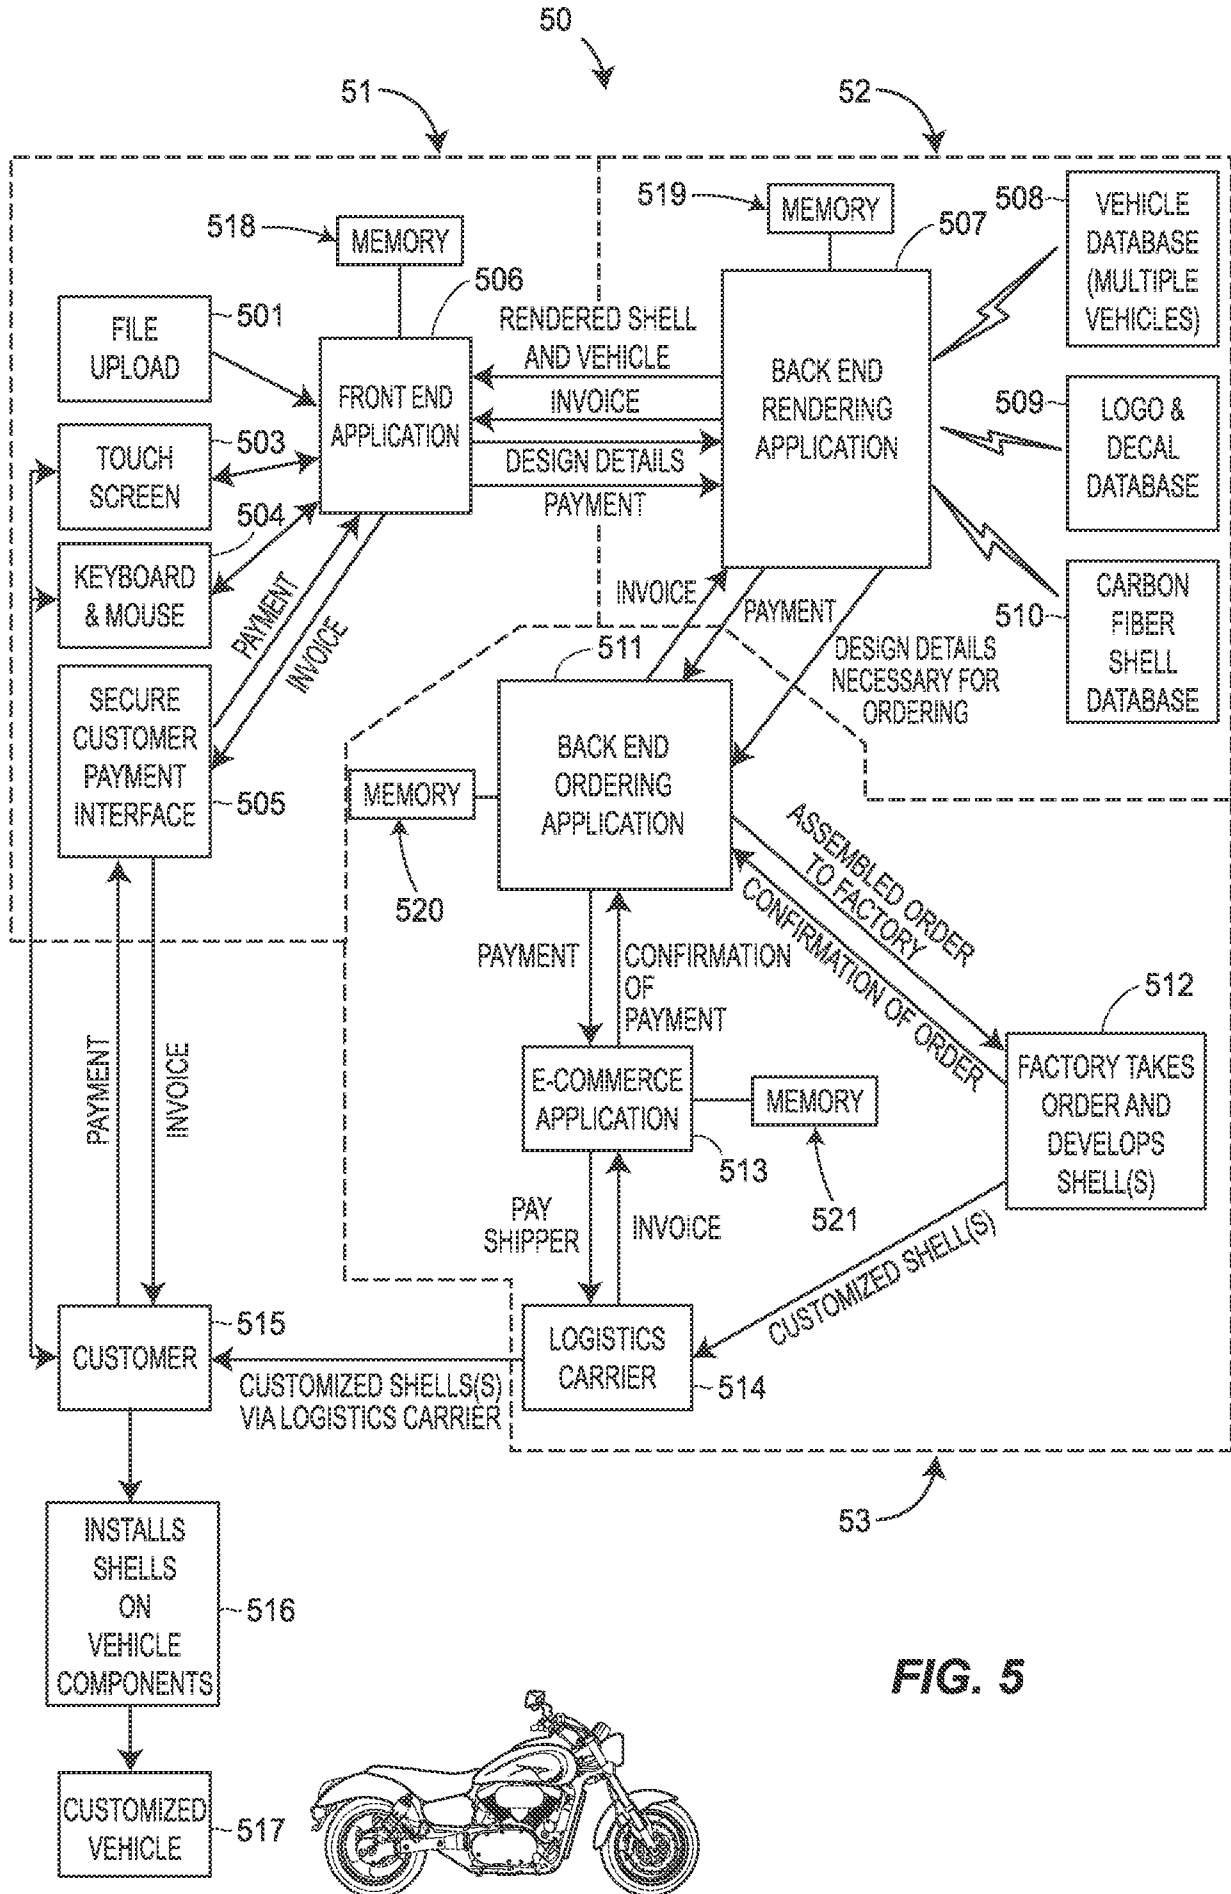 50
51
52
518
MEMORY
519
MEMORY
507
508
VEHICLE
DATABASE
(MULTIPLE
VEHICLES)
501
FILE
UPLOAD
506
FRONT END
APPLICATION
RENDERED SHELL
AND VEHICLE
INVOICE
DESIGN DETAILS
PAYMENT
BACK END
RENDERING
APPLICATION
509
LOGO &
DECAL
DATABASE
503
TOUCH
SCREEN
504
KEYBOARD
& MOUSE
PAYMENT
INVOICE
INVOICE
PAYMENT
DESIGN DETAILS
NECESSARY FOR
ORDERING
510
CARBON
FIBER
SHELL
DATABASE
SECURE
CUSTOMER
PAYMENT
INTERFACE
505
511
BACK END
ORDERING
APPLICATION
MEMORY
520
ASSEMBLED ORDER
TO FACTORY
CONFIRMATION OF ORDER
PAYMENT
CONFIRMATION
OF
PAYMENT
512
FACTORY TAKES
ORDER AND
DEVELOPS
SHELL(S)
PAYMENT
INVOICE
E-COMMERCE
APPLICATION
513
MEMORY
521
PAY
SHIPPER
INVOICE
CUSTOMIZED SHELL(S)
515
CUSTOMER
CUSTOMIZED SHELLS(S)
VIA LOGISTICS CARRIER
LOGISTICS
CARRIER
514
53
INSTALLS
SHELLS
ON
VEHICLE
COMPONENTS
516
CUSTOMIZED
VEHICLE
517
FIG. 5